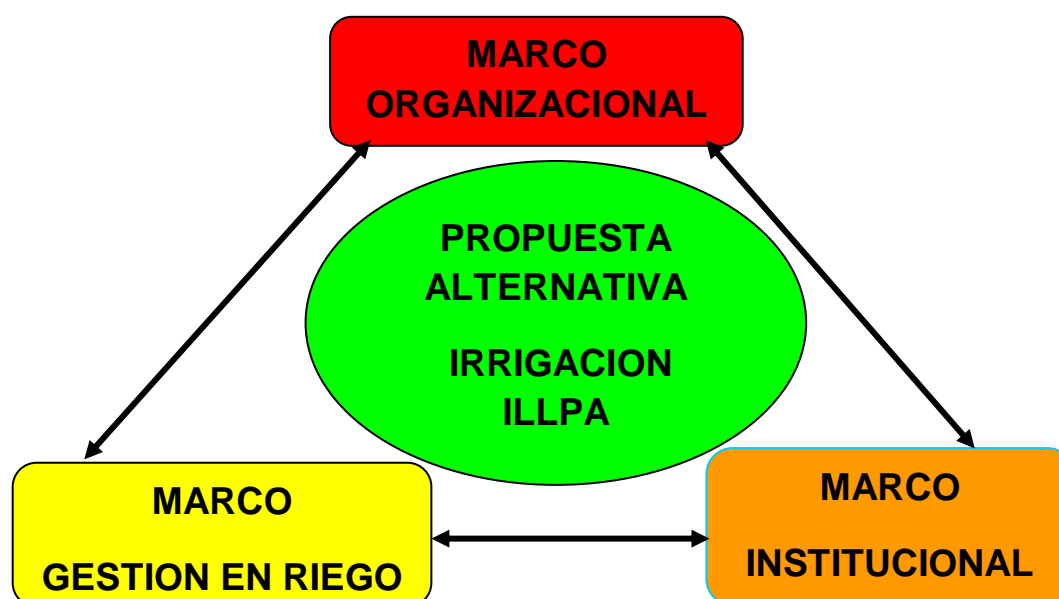 MARCO
ORGANIZACIONAL
PROPUESTA
ALTERNATIVA
IRRIGACION
ILLPA
MARCO
GESTION EN RIEGO
MARCO
INSTITUCIONAL